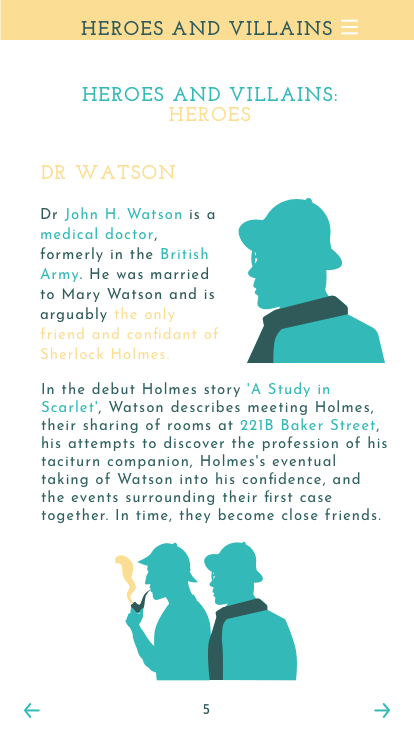 HEROES AND VILLAINS
HEROES AND VILLAINS:
HEROES
DR WATSON
Dr John H. Watson is a
medical doctor,
formerly in the British
Army. He was married
to Mary Watson and is
arguably the only
friend and confidant of
Sherlock Holmes.
In the debut Holmes story 'A Study in
Scarlet', Watson describes meeting Holmes,
their sharing of rooms at 221B Baker Street,
his attempts to discover the profession of his
taciturn companion, Holmes's eventual
taking of Watson into his confidence, and
the events surrounding their first case
together. In time, they become close friends.
5